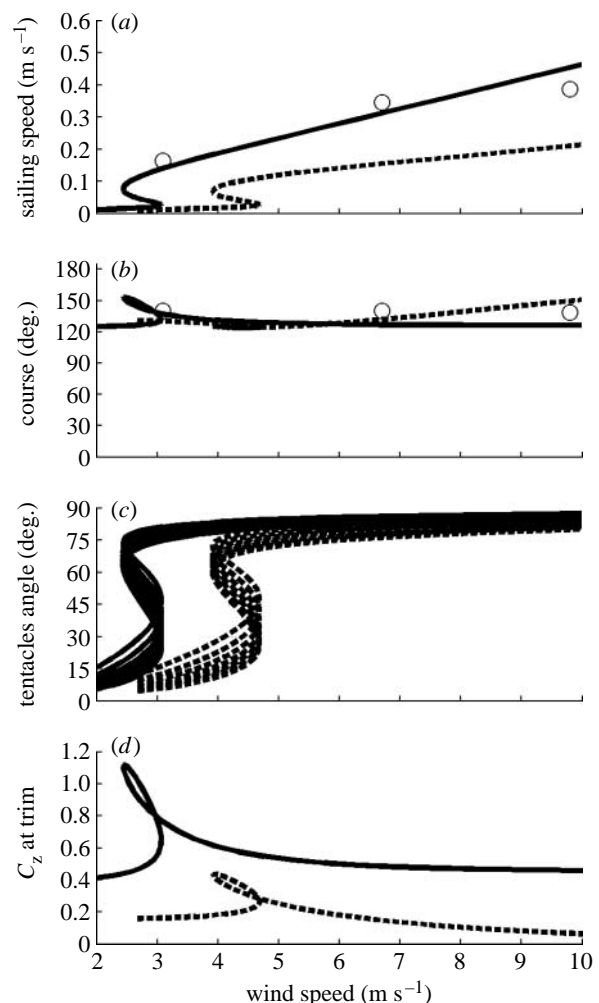 (a)
sailing speed (m s⁻¹)
0.6
0.5
0.4
0.3
0.2
0.1
0
(b)
course (deg.)
180
150
120
90
60
30
0
(c)
tentacles angle (deg.)
90
75
60
45
30
15
0
(d)
C_z at trim
1.2
1.0
0.8
0.6
0.4
0.2
0
2 3 4 5 6 7 8 9 10
wind speed (m s⁻¹)